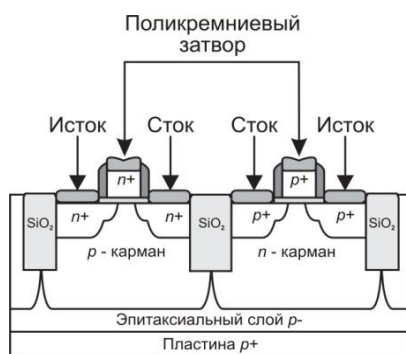 Поликремниевый
затвор
Исток Сток Сток Исток
n+ p+
SiO₂ n+ n+ SiO₂ p+ p+ SiO₂
p - карман n - карман
Эпитаксиальный слой p-
Пластина p+